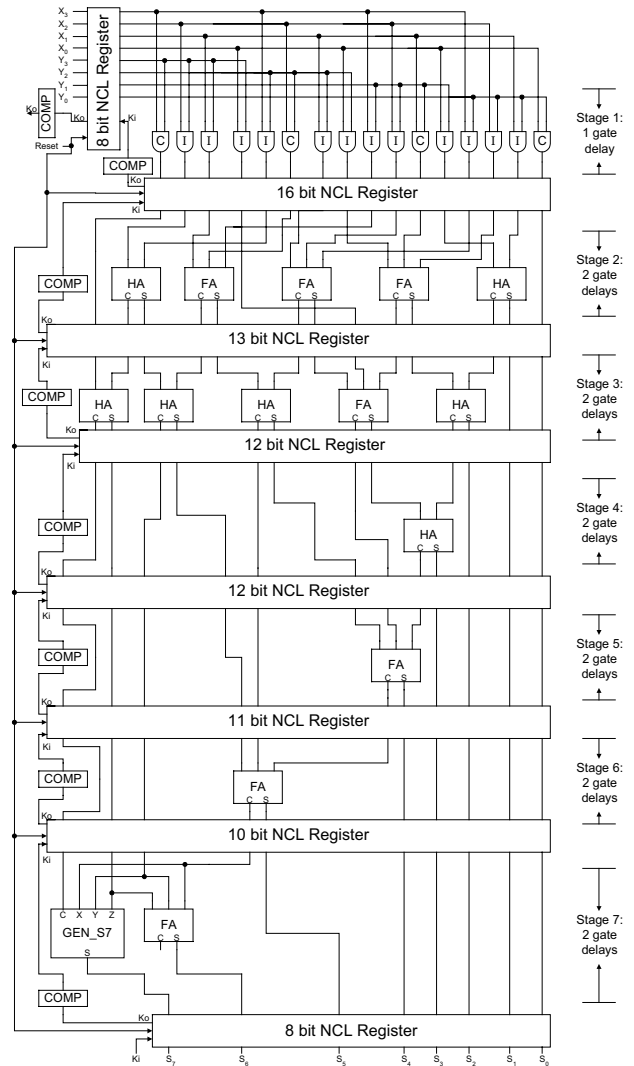 X3
X2
X1
X0
Y3
Y2
Y1
Y0
8 bit NCL Register
COMP
Ko
Ko
Ki
Reset
COMP
Ko
C I I I I C I I I I C I I I I C
Stage 1:
1 gate
delay
16 bit NCL Register
Ki
HA
C S
FA
C S
FA
C S
FA
C S
HA
C S
Stage 2:
2 gate
delays
COMP
Ko
13 bit NCL Register
Ki
HA
C S
HA
C S
HA
C S
FA
C S
HA
C S
Stage 3:
2 gate
delays
COMP
Ko
12 bit NCL Register
Ki
COMP
HA
C S
Stage 4:
2 gate
delays
Ko
12 bit NCL Register
Ki
COMP
FA
C S
Stage 5:
2 gate
delays
Ko
11 bit NCL Register
Ki
COMP
FA
C S
Stage 6:
2 gate
delays
Ko
10 bit NCL Register
Ki
C X Y Z
GEN_S7
S
FA
C S
Stage 7:
2 gate
delays
COMP
Ko
8 bit NCL Register
Ki
S7 S6 S5 S4 S3 S2 S1 S0